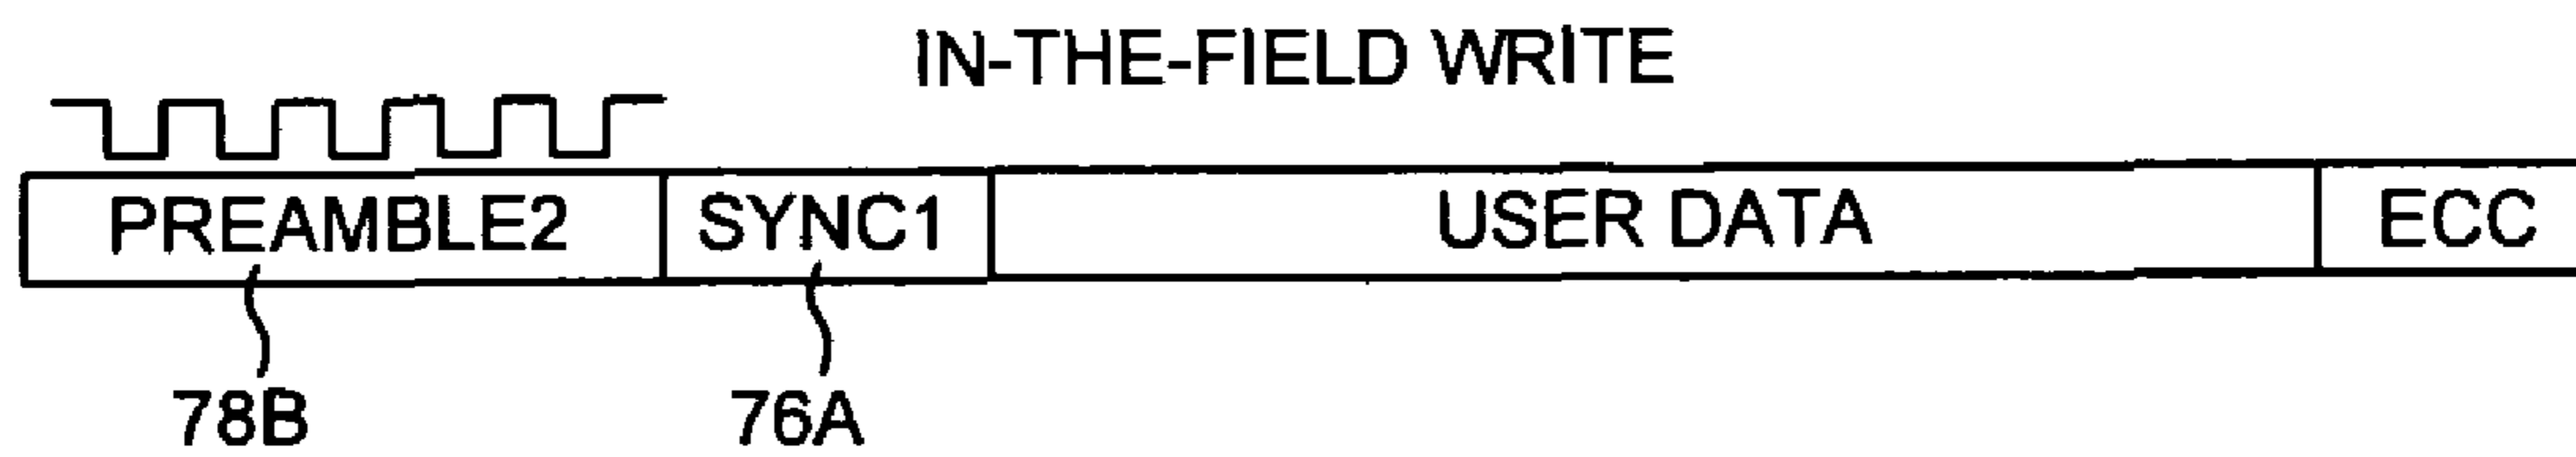 IN-THE-FIELD WRITE
PREAMBLE2 SYNC1 USER DATA ECC
78B 76A